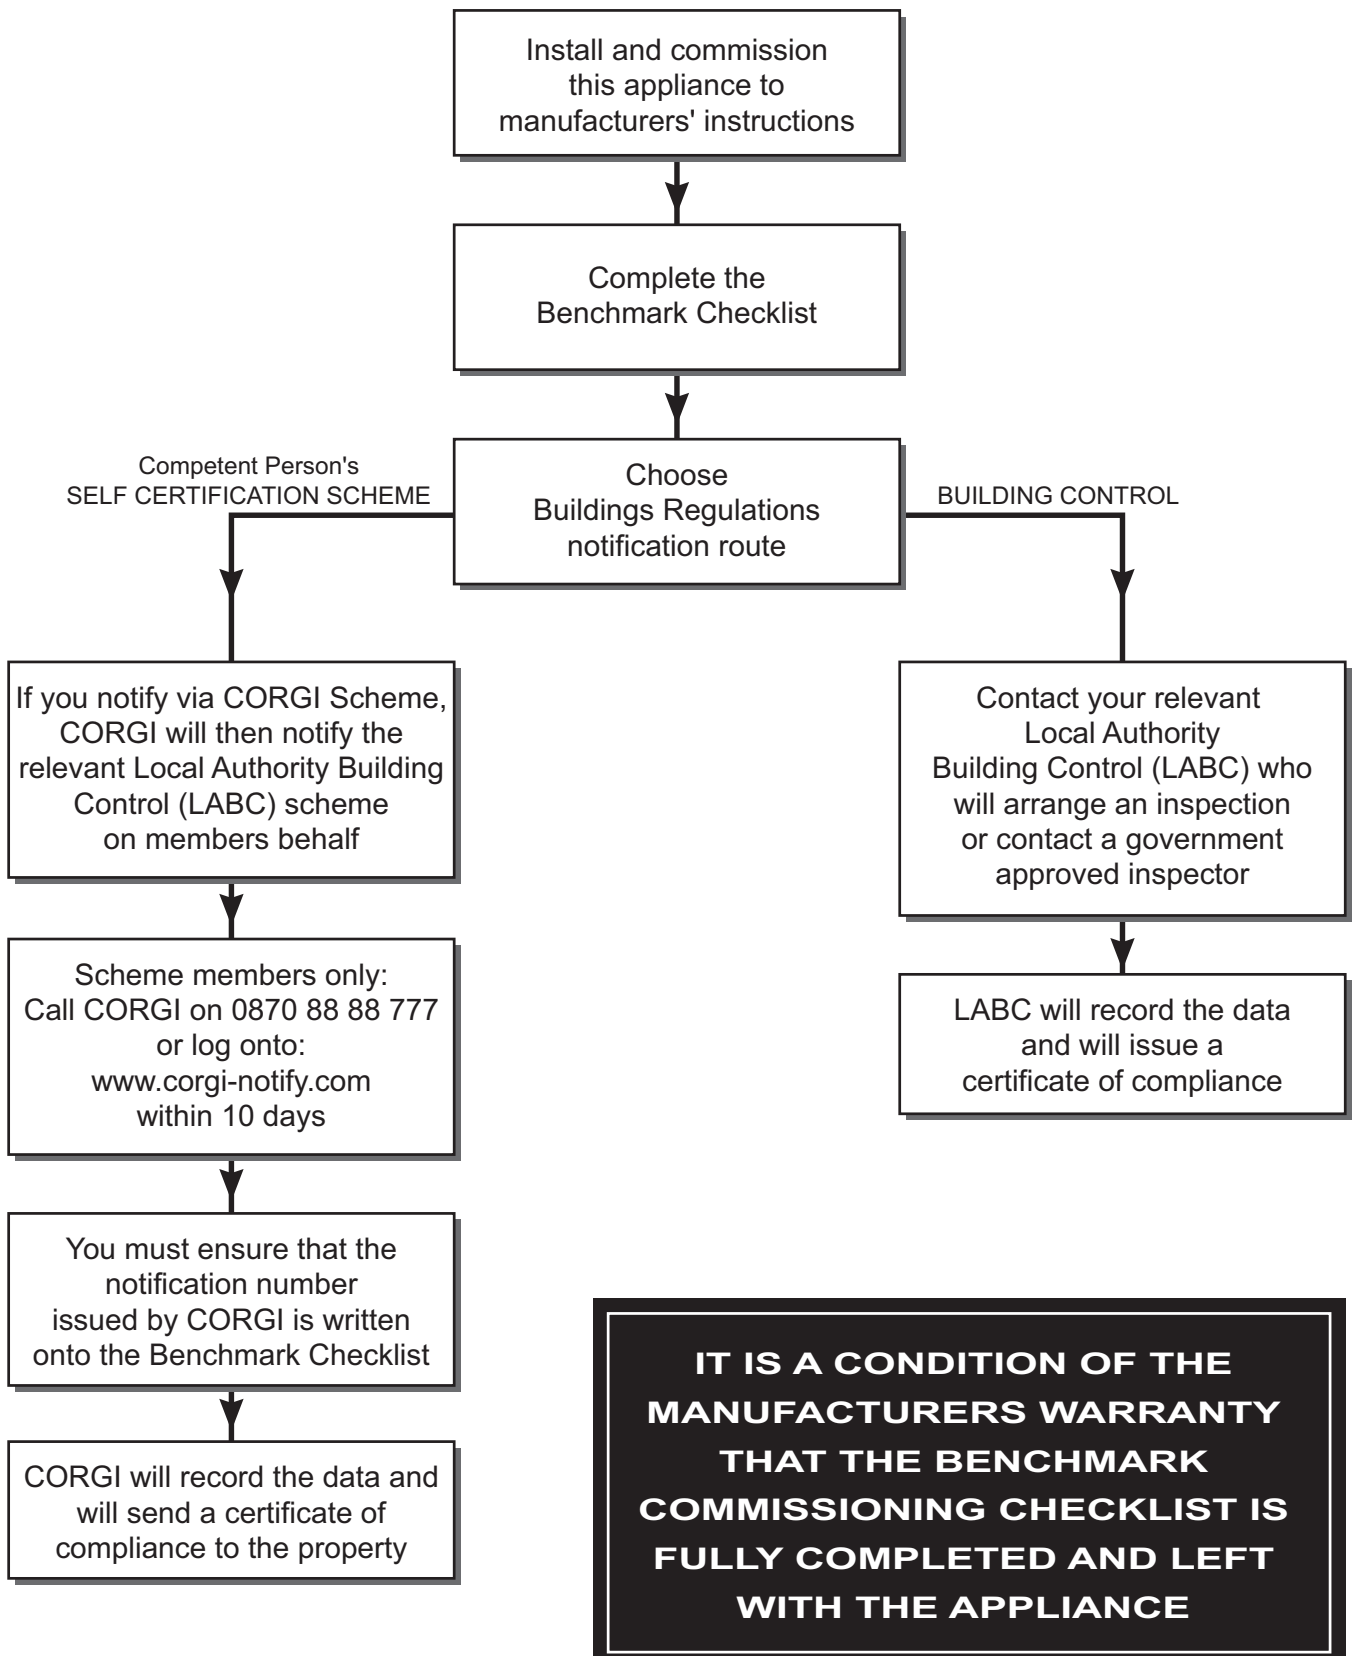 Install and commission
this appliance to
manufacturers' instructions
Complete the
Benchmark Checklist
Choose
Buildings Regulations
notification route
Competent Person's
SELF CERTIFICATION SCHEME
BUILDING CONTROL
If you notify via CORGI Scheme,
CORGI will then notify the
relevant Local Authority Building
Control (LABC) scheme
on members behalf
Scheme members only:
Call CORGI on 0870 88 88 777
or log onto:
www.corgi-notify.com
within 10 days
You must ensure that the
notification number
issued by CORGI is written
onto the Benchmark Checklist
CORGI will record the data and
will send a certificate of
compliance to the property
Contact your relevant
Local Authority
Building Control (LABC) who
will arrange an inspection
or contact a government
approved inspector
LABC will record the data
and will issue a
certificate of compliance
IT IS A CONDITION OF THE
MANUFACTURERS WARRANTY
THAT THE BENCHMARK
COMMISSIONING CHECKLIST IS
FULLY COMPLETED AND LEFT
WITH THE APPLIANCE